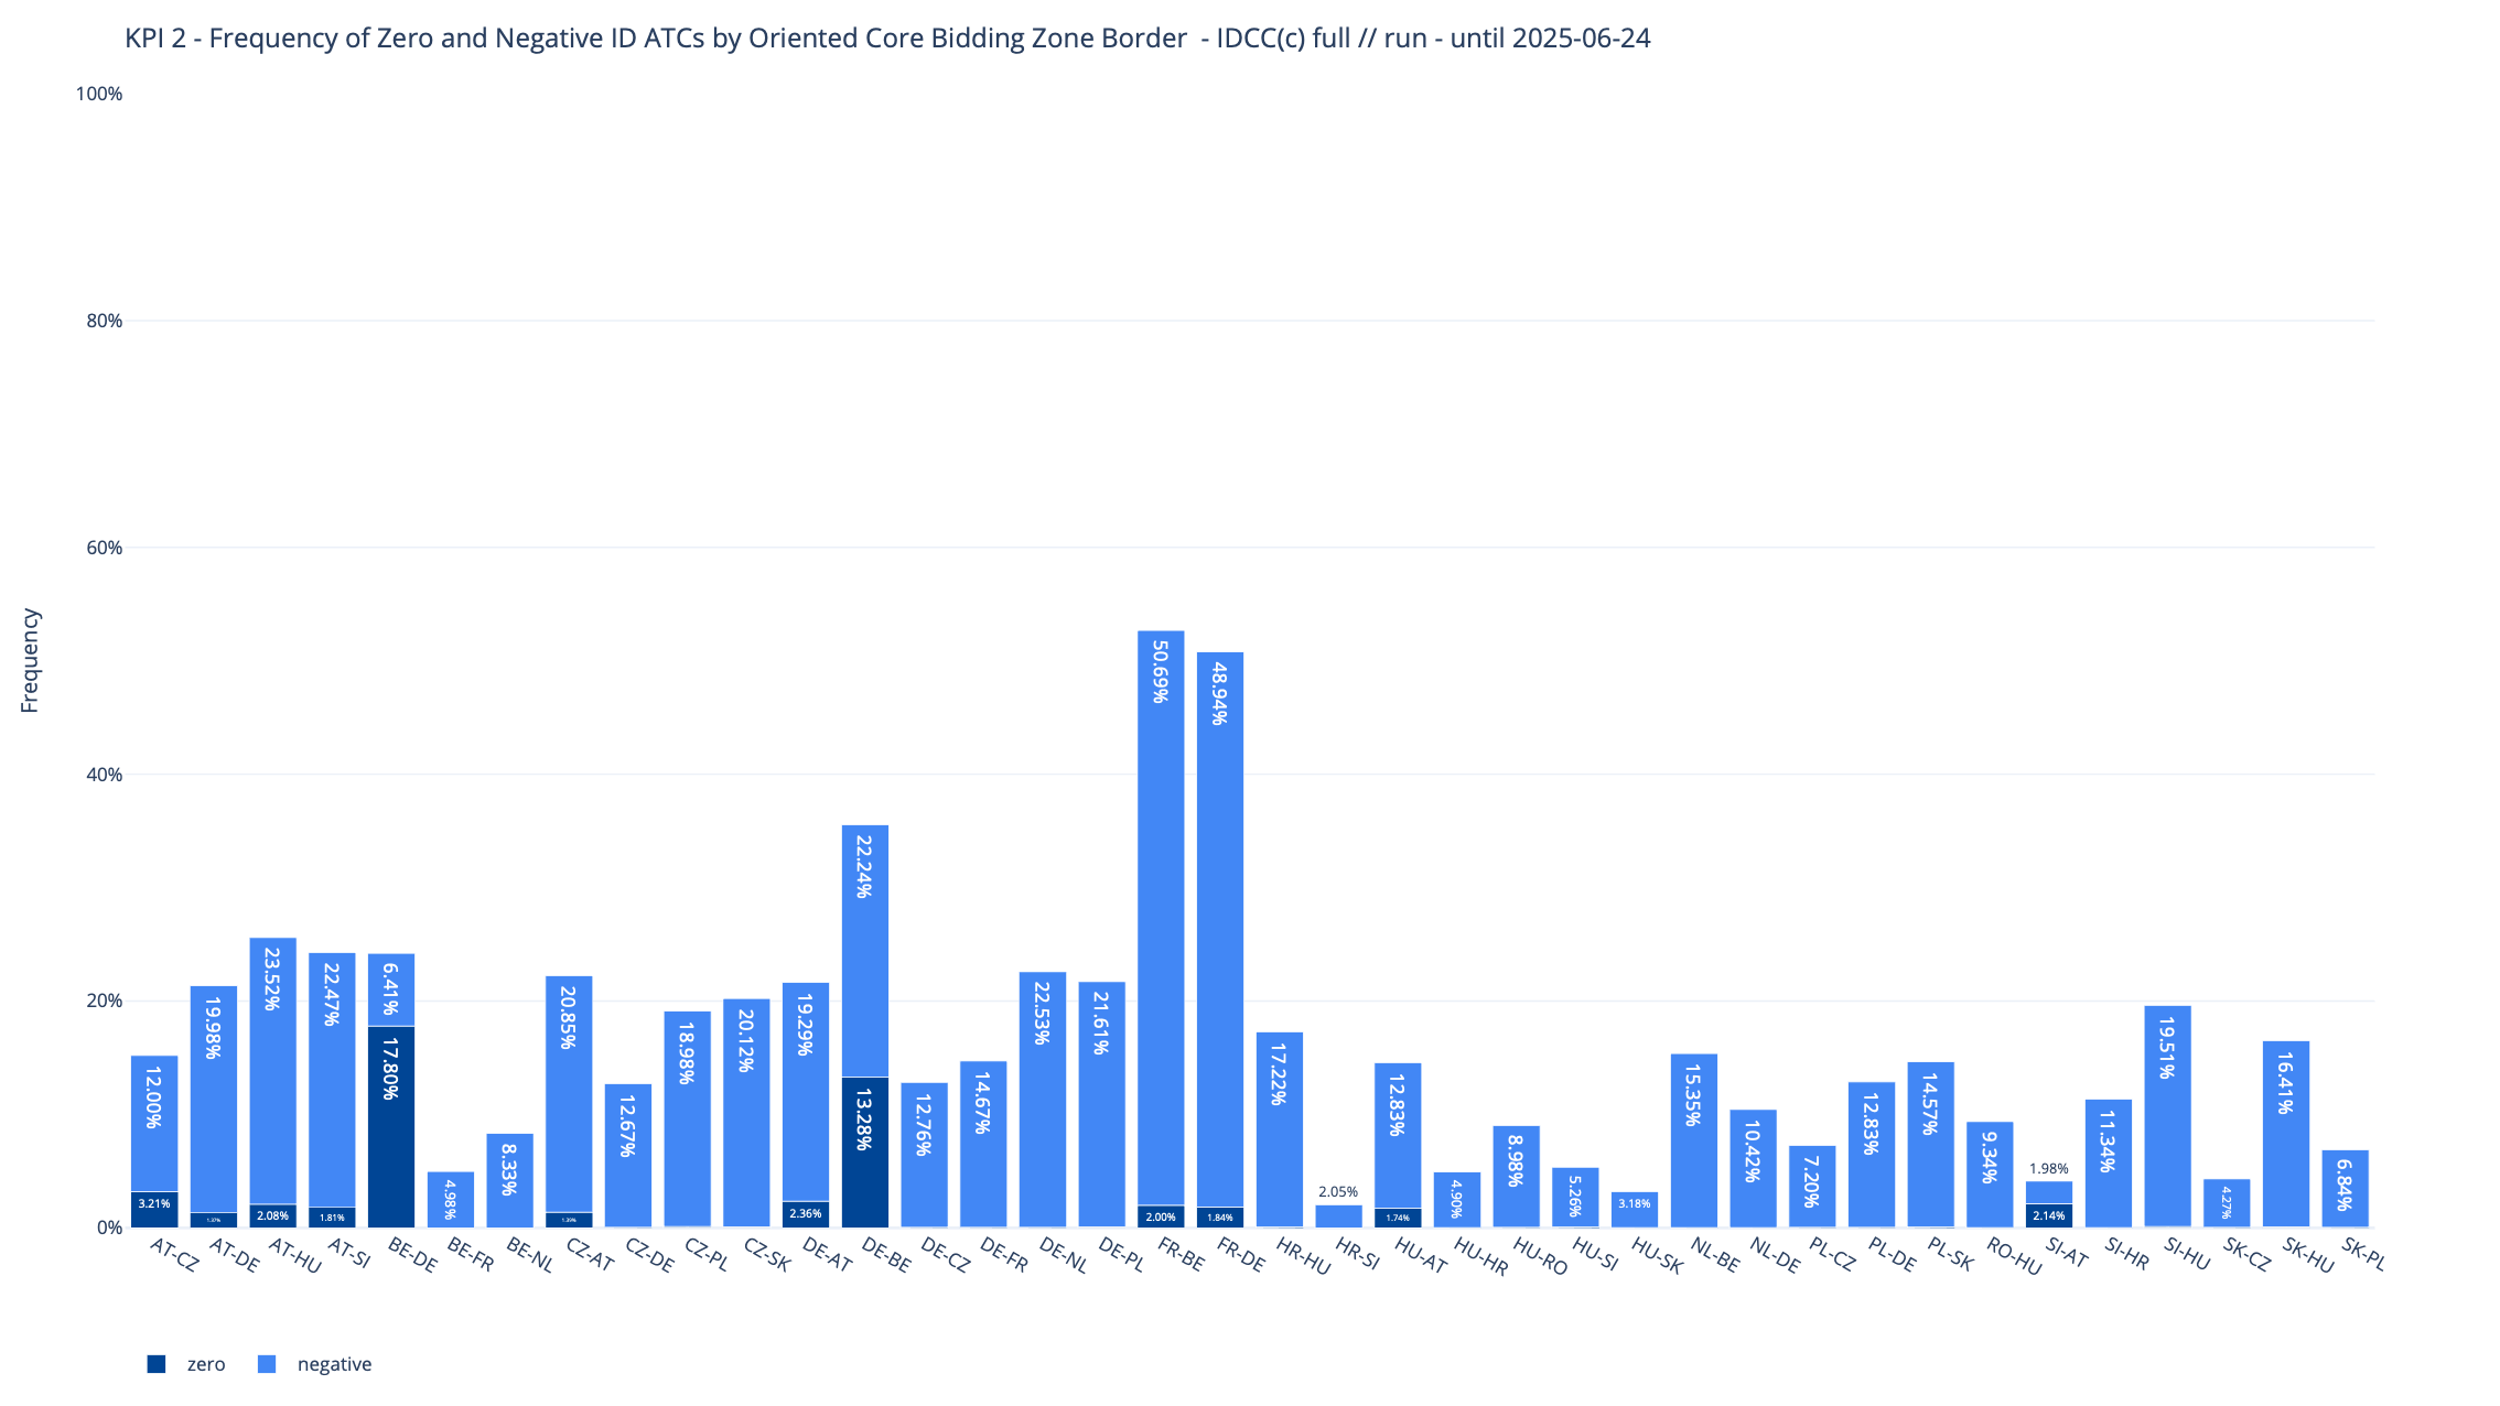 KPI 2 - Frequency of Zero and Negative ID ATCs by Oriented Core Bidding Zone Border - IDCC(c) full // run - until 2025-06-24
100%
80%
60%
40%
20%
0%
Frequency
12.00%
3.21%
19.98%
1.37%
23.52%
2.08%
22.47%
1.81%
6.41%
17.80%
4.98%
8.33%
20.85%
12.67%
18.98%
20.12%
19.29%
2.36%
22.24%
13.28%
12.76%
14.67%
22.53%
21.61%
50.69%
2.00%
48.94%
1.84%
17.22%
2.05%
12.83%
1.74%
4.90%
8.98%
5.26%
3.18%
15.35%
10.42%
7.20%
12.83%
14.57%
9.34%
1.98%
2.14%
11.34%
19.51%
4.27%
16.41%
6.84%
AT-CZ
AT-DE
AT-HU
AT-SI
BE-DE
BE-FR
BE-NL
CZ-AT
CZ-DE
CZ-PL
CZ-SK
DE-AT
DE-BE
DE-CZ
DE-FR
DE-NL
DE-PL
FR-BE
FR-DE
HR-HU
HR-SI
HU-AT
HU-HR
HU-RO
HU-SI
HU-SK
NL-BE
NL-DE
PL-CZ
PL-DE
PL-SK
RO-HU
SI-AT
SI-HR
SI-HU
SK-CZ
SK-HU
SK-PL
zero
negative